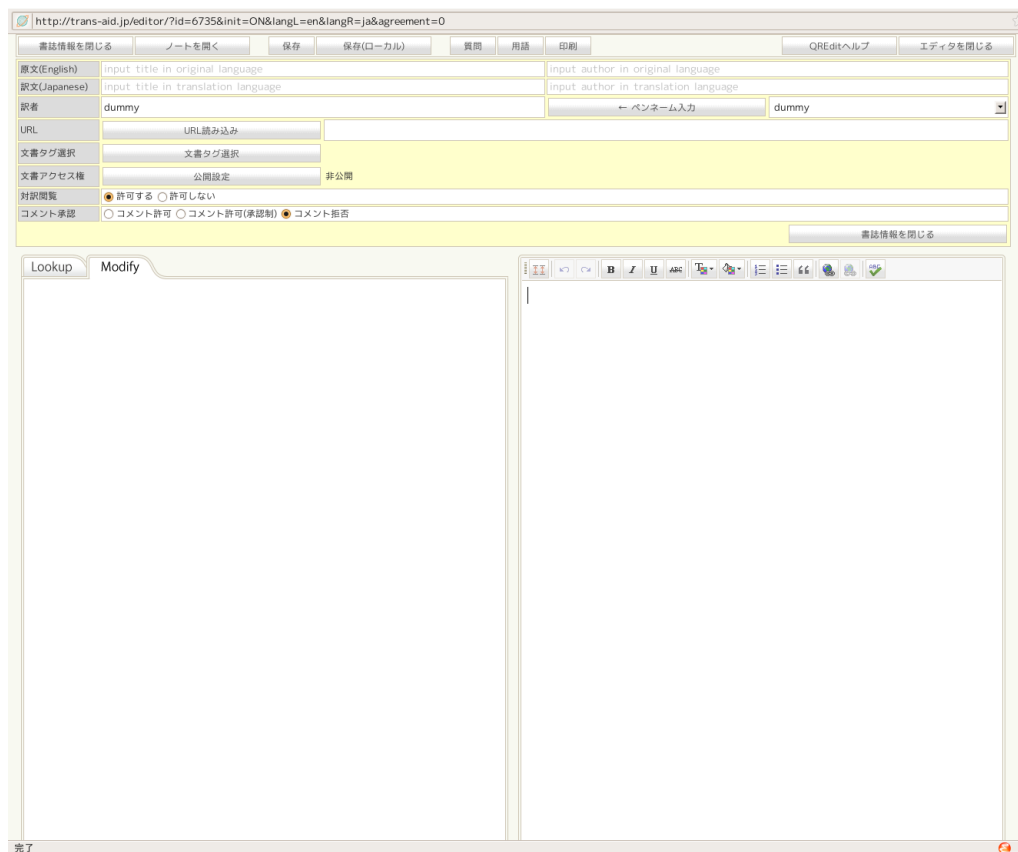 http://trans-aid.jp/editor/?id=6735&init=ON&langL=en&langR=ja&agreement=0
書誌情報を閉じる ノートを開く 保存 保存(ローカル) 質問 用語 印刷 QREditヘルプ エディタを閉じる
原文(English) input title in original language input author in original language
訳文(Japanese) input title in translation language input author in translation language
訳者 dummy ← ペンネーム入力 dummy
URL URL読み込み
文書タグ選択 文書タグ選択
文書アクセス権 公開設定 非公開
対訳閲覧 許可する 許可しない
コメント承認 コメント許可 コメント許可(承認制) コメント拒否
書誌情報を閉じる
Lookup Modify B I U ABC T
完了